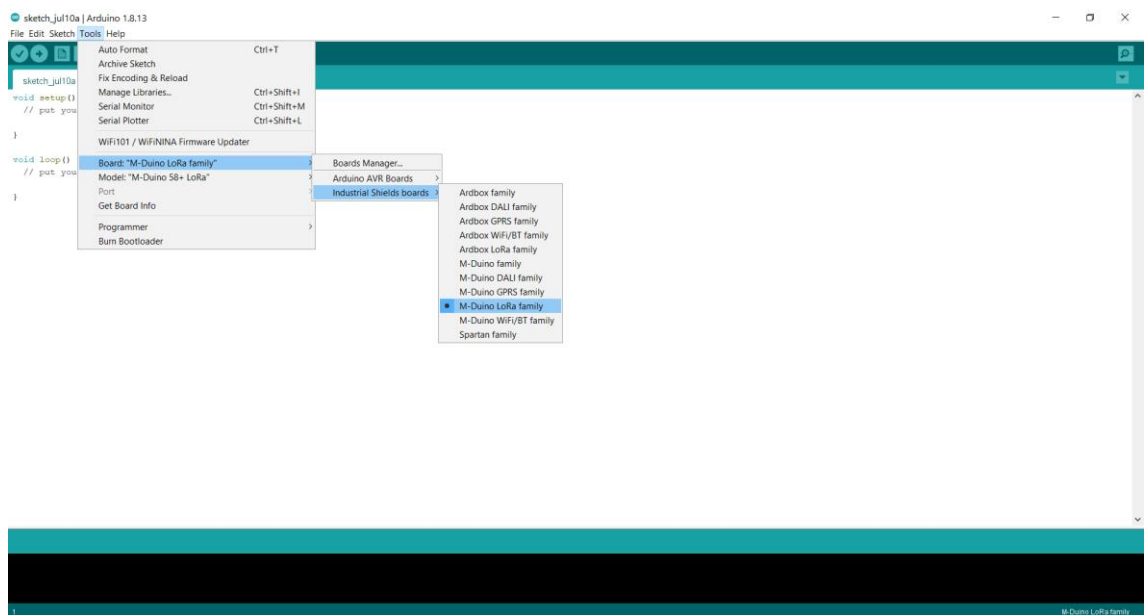 sketch_jul10a | Arduino 1.8.13
File Edit Sketch Tools Help
sketch_jul10a
void setup()
// put you
}
void loop()
// put you
}
Auto Format Ctrl+T
Archive Sketch
Fix Encoding & Reload
Manage Libraries... Ctrl+Shift+I
Serial Monitor Ctrl+Shift+M
Serial Plotter Ctrl+Shift+L
WiFi101 / WiFiNINA Firmware Updater
Board: "M-Duino LoRa family"
Model: "M-Duino 58+ LoRa"
Port
Get Board Info
Programmer
Burn Bootloader
Boards Manager...
Arduino AVR Boards
Industrial Shields boards
Ardbox family
Ardbox DALI family
Ardbox GPRS family
Ardbox WiFi/BT family
Ardbox LoRa family
M-Duino family
M-Duino DALI family
M-Duino GPRS family
M-Duino LoRa family
M-Duino WiFi/BT family
Spartan family
1
M-Duino LoRa family